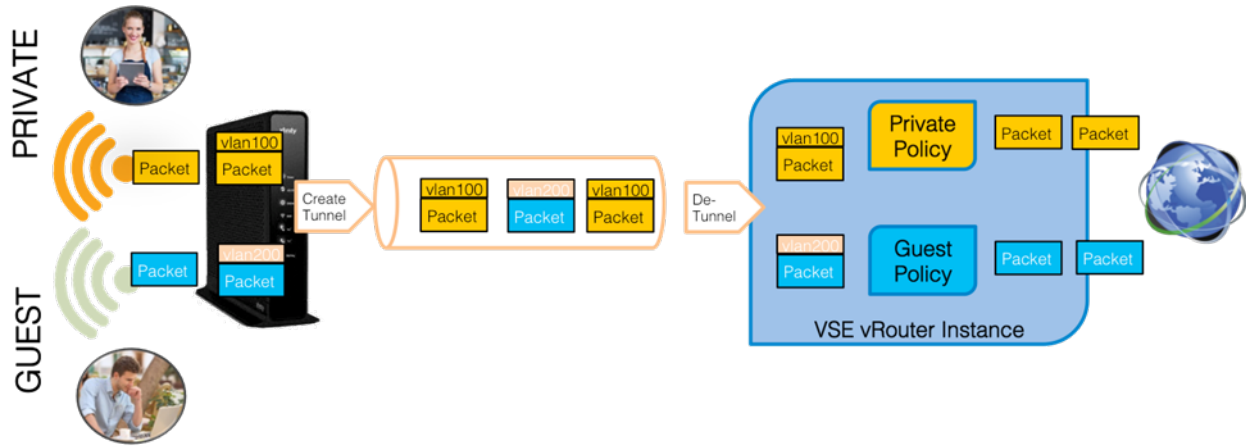 PRIVATE
GUEST
Packet
vlan100
Packet
Packet
vlan200
Packet
Create
Tunnel
vlan100
Packet
vlan200
Packet
vlan100
Packet
De-
Tunnel
vlan100
Packet
Private
Policy
Packet
Packet
vlan200
Packet
Guest
Policy
Packet
Packet
VSE vRouter Instance